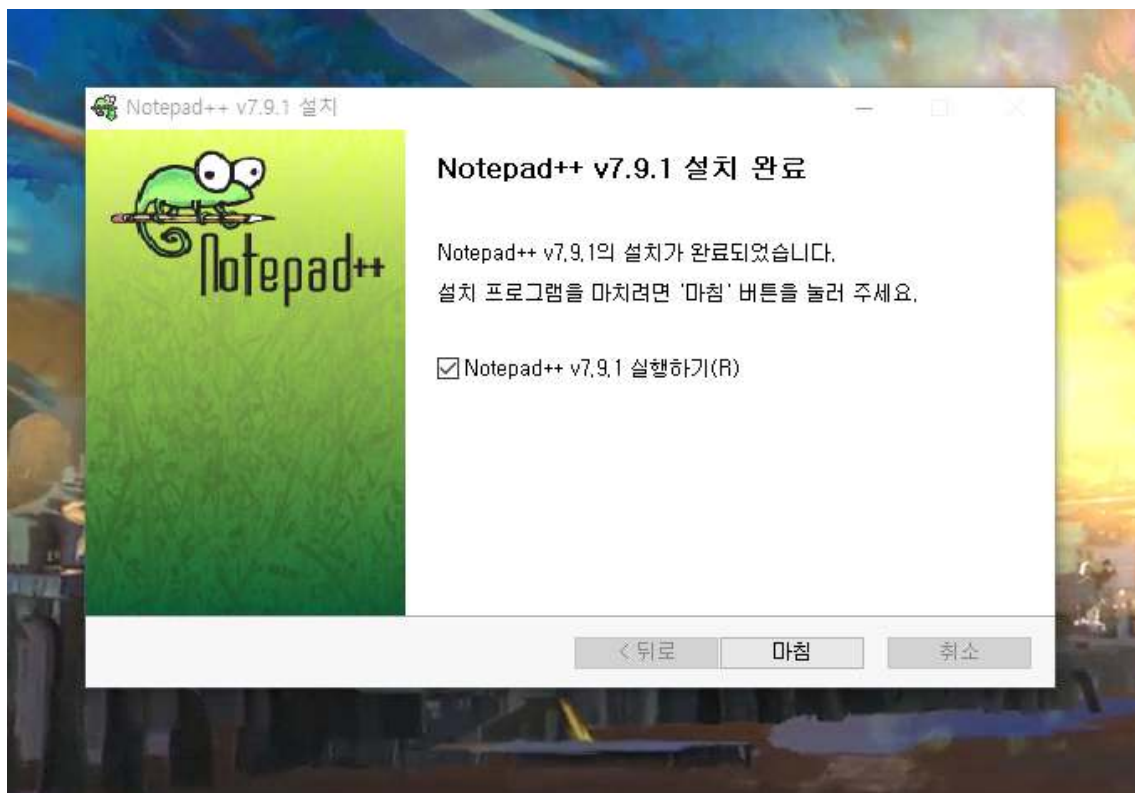 Notepad++ v7.9.1 설치
Notepad++
Notepad++ v7.9.1 설치 완료
Notepad++ v7.9.1의 설치가 완료되었습니다.
설치 프로그램을 마치려면 '마침' 버튼을 눌러 주세요.
Notepad++ v7.9.1 실행하기(R)
< 뒤로
마침
취소